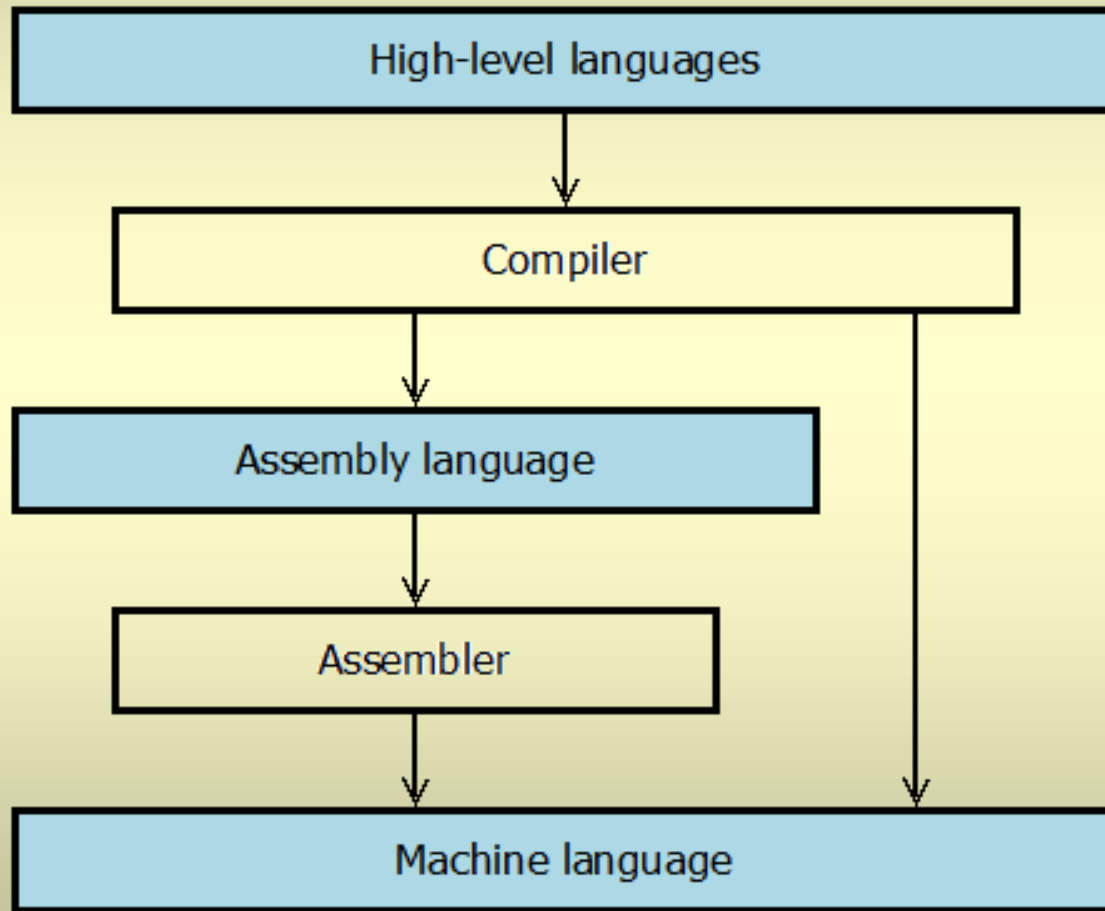 High-level languages
Compiler
Assembly language
Assembler
Machine language